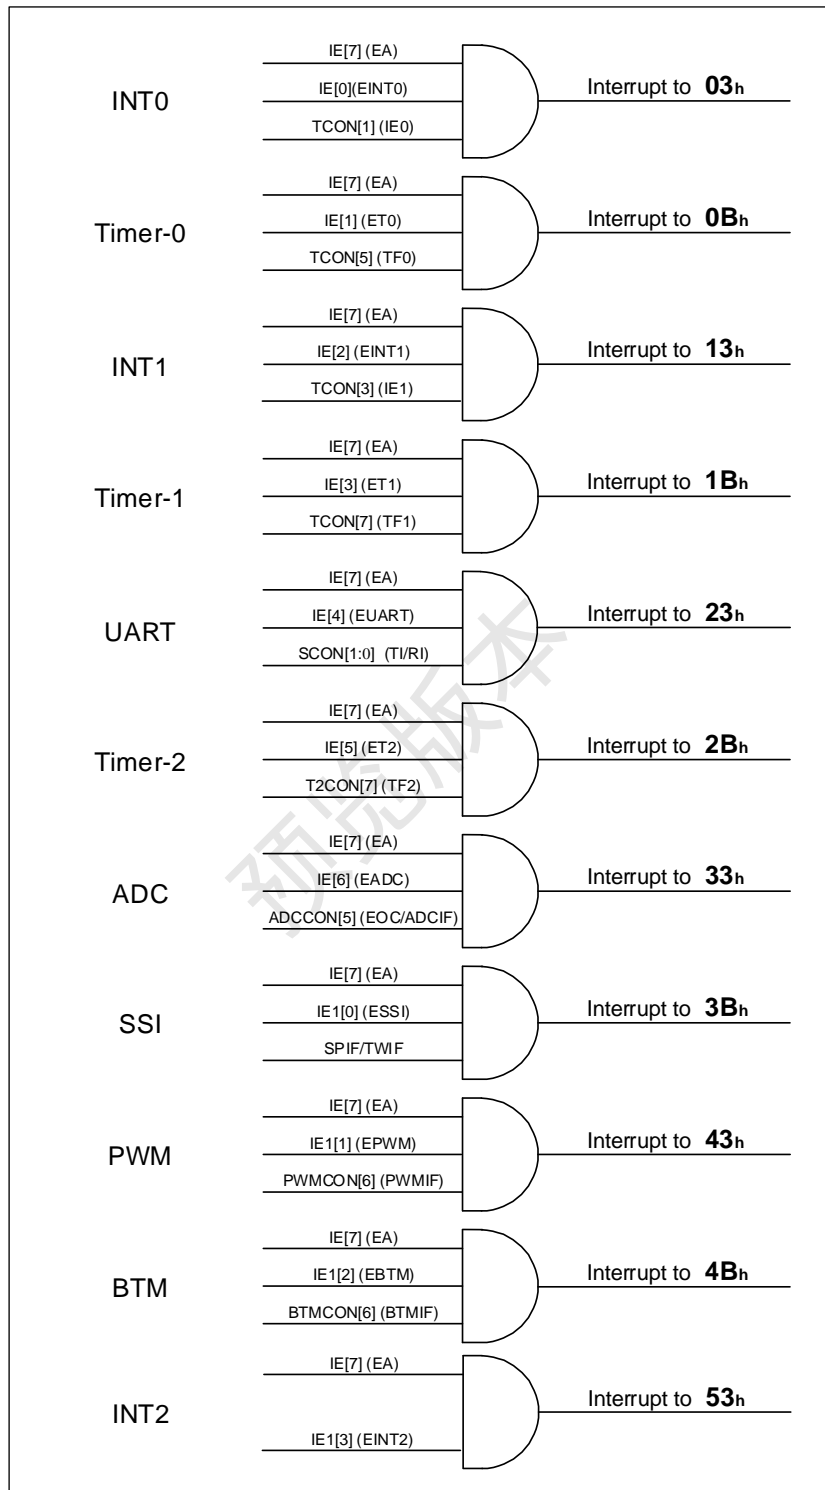 IE[7] (EA)
INT0
IE[0](EINT0)
Interrupt to 03h
TCON[1] (IE0)
IE[7] (EA)
Timer-0
IE[1] (ET0)
Interrupt to 0Bh
TCON[5] (TF0)
IE[7] (EA)
INT1
IE[2] (EINT1)
Interrupt to 13h
TCON[3] (IE1)
IE[7] (EA)
Timer-1
IE[3] (ET1)
Interrupt to 1Bh
TCON[7] (TF1)
IE[7] (EA)
UART
IE[4] (EUART)
Interrupt to 23h
SCON[1:0] (TI/RI)
IE[7] (EA)
Timer-2
IE[5] (ET2)
Interrupt to 2Bh
T2CON[7] (TF2)
IE[7] (EA)
ADC
IE[6] (EADC)
Interrupt to 33h
ADCCON[5] (EOC/ADCIF)
IE[7] (EA)
SSI
IE1[0] (ESSI)
Interrupt to 3Bh
SPIF/TWIF
IE[7] (EA)
PWM
IE1[1] (EPWM)
Interrupt to 43h
PWMCON[6] (PWMIF)
IE[7] (EA)
BTM
IE1[2] (EBTM)
Interrupt to 4Bh
BTMCON[6] (BTMIF)
IE[7] (EA)
INT2
Interrupt to 53h
IE1[3] (EINT2)
预览版本